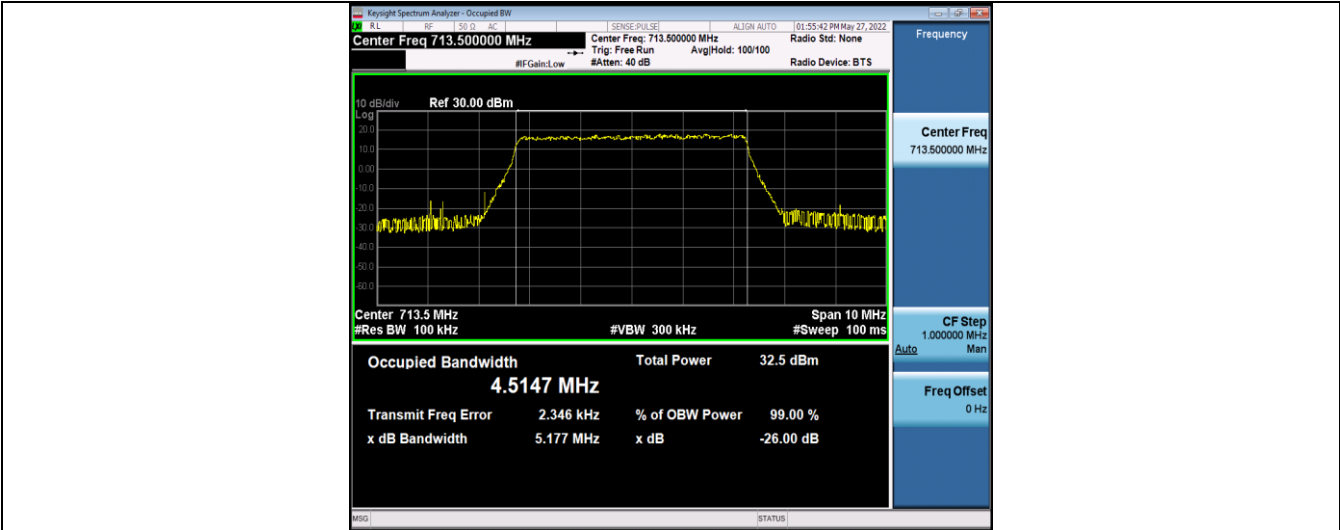 Keysight Spectrum Analyzer - Occupied BW
RL RF 50 Ω AC SENSE:PULSE ALIGN AUTO 01:55:42 PM May 27, 2022
Center Freq 713.500000 MHz
Center Freq: 713.500000 MHz Radio Std: None
Trig: Free Run Avg|Hold: 100/100
#IFGain:Low #Atten: 40 dB Radio Device: BTS
10 dB/div Ref 30.00 dBm
Log
20.0
10.0
0.00
-10.0
-20.0
-30.0
-40.0
-50.0
-60.0
Center 713.5 MHz Span 10 MHz
#Res BW 100 kHz #VBW 300 kHz #Sweep 100 ms
Occupied Bandwidth Total Power 32.5 dBm
4.5147 MHz
Transmit Freq Error 2.346 kHz % of OBW Power 99.00 %
x dB Bandwidth 5.177 MHz x dB -26.00 dB
MSG STATUS
Frequency
Center Freq
713.500000 MHz
CF Step
1.000000 MHz
Auto Man
Freq Offset
0 Hz